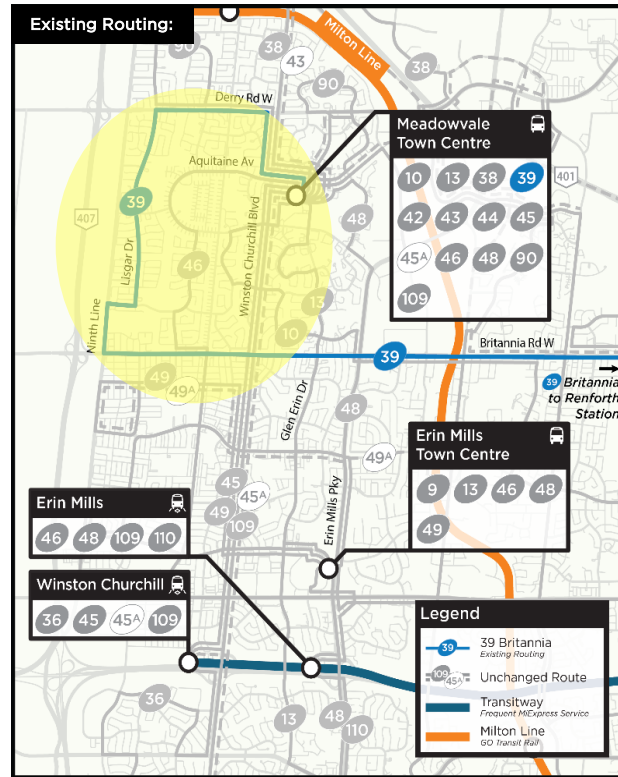 Existing Routing:
90
38
43
Milton Line
38
90
Derry Rd W
Meadowvale
Town Centre
10 13 38 39
42 43 44 45
45A 46 48 90
109
401
Aquitaine Av
39
407
48
Lisgar Dr
Winston Churchill Blvd
46
13
10
Ninth Line
39
Britannia Rd W
39 Britannia
to Renforth
Station
49
49A
Glen Erin Dr
48
49A
Erin Mills
Town Centre
9 13 46 48
49
45
45A
49
109
Erin Mills Pky
Erin Mills
46 48 109 110
Winston Churchill
36 45 45A 109
36
13
48
110
Legend
39
39 Britannia
Existing Routing
109
45A
Unchanged Route
Transitway
Frequent MiExpress Service
Milton Line
GO Transit Rail